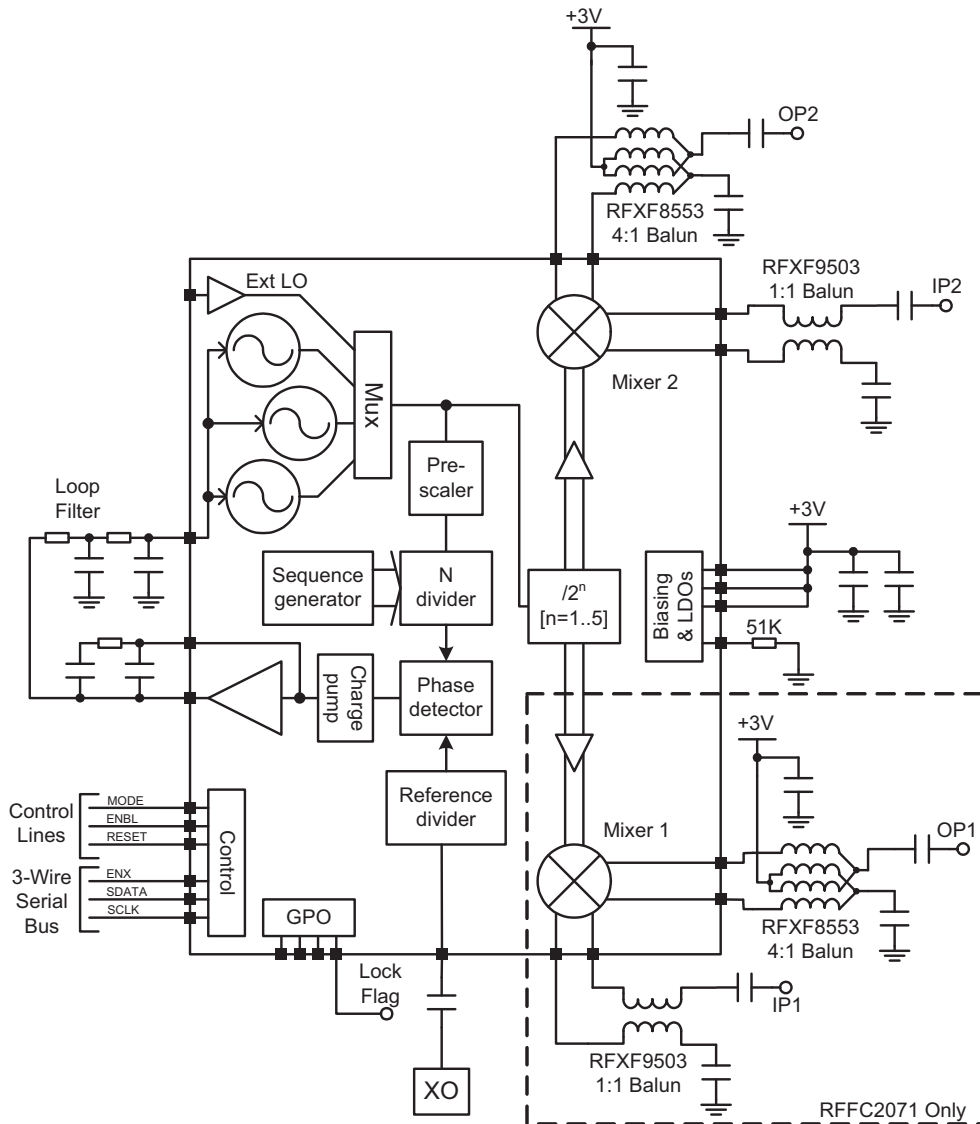 +3V
OP2
RFXF8553
4:1 Balun
RFXF9503
1:1 Balun
IP2
Ext LO
Mux
Mixer 2
Pre-
scaler
Loop
Filter
+3V
Sequence
generator
N
divider
/2ⁿ
[n=1..5]
Biasing
& LDOs
51K
Charge
pump
Phase
detector
+3V
Reference
divider
Mixer 1
OP1
Control
Lines
MODE
ENBL
RESET
Control
3-Wire
Serial
Bus
ENX
SDATA
SCLK
GPO
RFXF8553
4:1 Balun
Lock
Flag
IP1
XO
RFXF9503
1:1 Balun
RFFC2071 Only